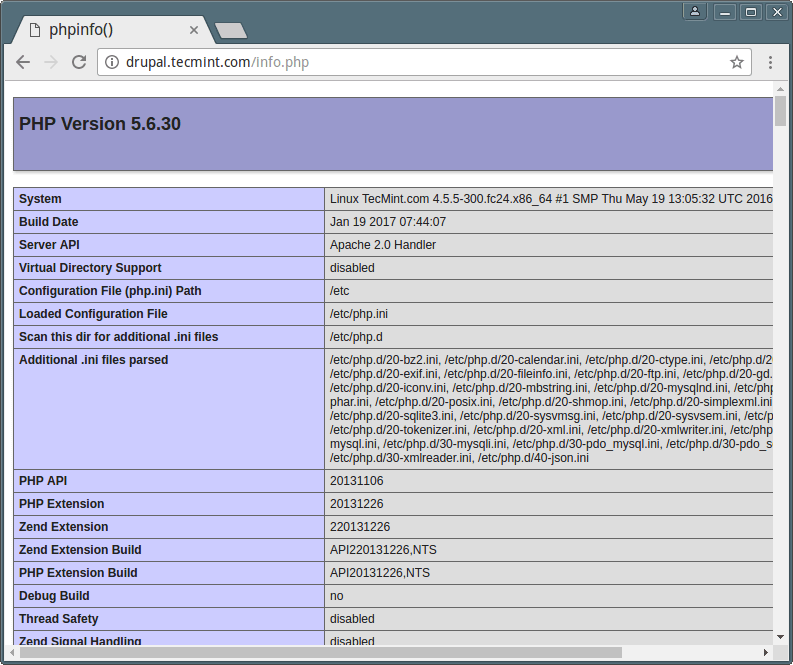 phpinfo()
drupal.tecmint.com/info.php
PHP Version 5.6.30
System Linux TecMint.com 4.5.5-300.fc24.x86_64 #1 SMP Thu May 19 13:05:32 UTC 2016
Build Date Jan 19 2017 07:44:07
Server API Apache 2.0 Handler
Virtual Directory Support disabled
Configuration File (php.ini) Path /etc
Loaded Configuration File /etc/php.ini
Scan this dir for additional .ini files /etc/php.d
Additional .ini files parsed /etc/php.d/20-bz2.ini, /etc/php.d/20-calendar.ini, /etc/php.d/20-ctype.ini, /etc/php.d/20
/etc/php.d/20-exif.ini, /etc/php.d/20-fileinfo.ini, /etc/php.d/20-ftp.ini, /etc/php.d/20-gd.
/etc/php.d/20-iconv.ini, /etc/php.d/20-mbstring.ini, /etc/php.d/20-mysqlnd.ini, /etc/php
phar.ini, /etc/php.d/20-posix.ini, /etc/php.d/20-shmop.ini, /etc/php.d/20-simplexml.ini
/etc/php.d/20-sqlite3.ini, /etc/php.d/20-sysvmsg.ini, /etc/php.d/20-sysvsem.ini, /etc/p
/etc/php.d/20-tokenizer.ini, /etc/php.d/20-xml.ini, /etc/php.d/20-xmlwriter.ini, /etc/php
mysql.ini, /etc/php.d/30-mysqli.ini, /etc/php.d/30-pdo_mysql.ini, /etc/php.d/30-pdo_s
/etc/php.d/30-xmlreader.ini, /etc/php.d/40-json.ini
PHP API 20131106
PHP Extension 20131226
Zend Extension 220131226
Zend Extension Build API220131226,NTS
PHP Extension Build API20131226,NTS
Debug Build no
Thread Safety disabled
Zend Signal Handling disabled